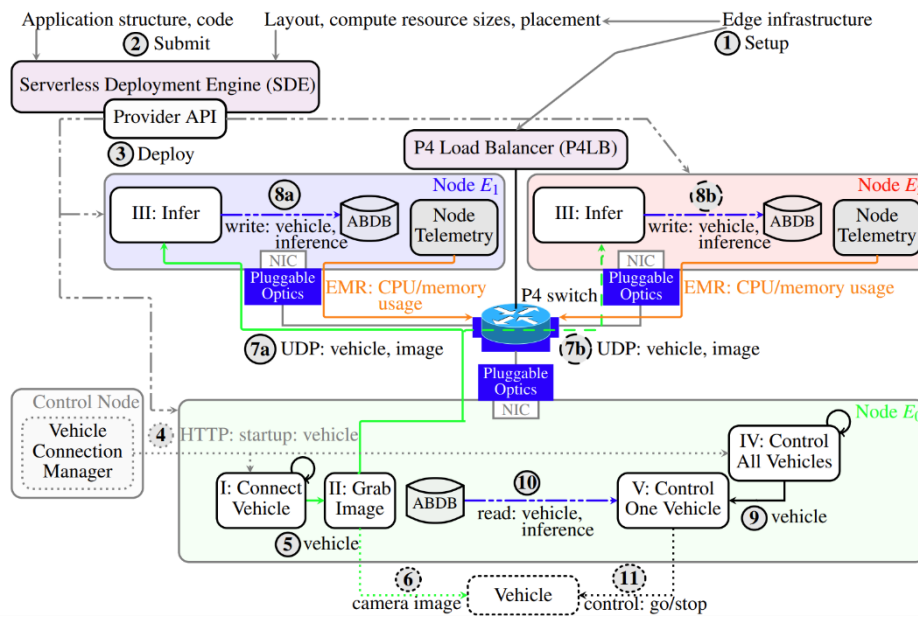 Application structure, code
Layout, compute resource sizes, placement
Edge infrastructure
2 Submit
1 Setup
Serverless Deployment Engine (SDE)
Provider API
3 Deploy
P4 Load Balancer (P4LB)
Node E1
III: Infer
8a
write: vehicle,
inference
ABDB
Node
Telemetry
NIC
Pluggable
Optics
EMR: CPU/memory
usage
Node E
III: Infer
8b
write: vehicle,
inference
ABDB
Node
Telemetry
NIC
Pluggable
Optics
EMR: CPU/memory usage
P4 switch
7a UDP: vehicle, image
7b UDP: vehicle, image
Pluggable
Optics
NIC
Control Node
Vehicle
Connection
Manager
4 HTTP: startup: vehicle
Node E
IV: Control
All Vehicles
I: Connect
Vehicle
II: Grab
Image
ABDB
10
read: vehicle,
inference
V: Control
One Vehicle
9 vehicle
5 vehicle
6
camera image
Vehicle
11
control: go/stop